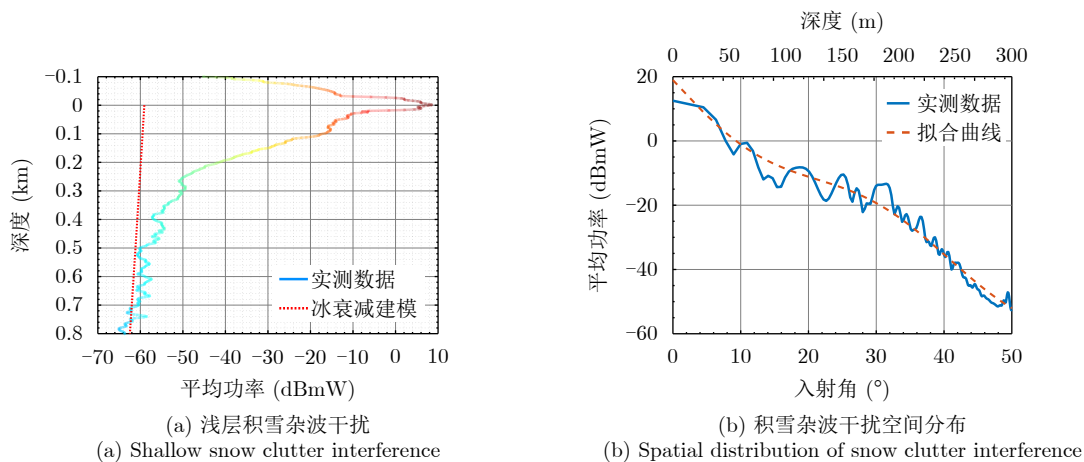 −0.1
0
0.1
0.2
0.3
0.4
0.5
0.6
0.7
0.8
深度 (km)
实测数据
冰衰减建模
−70 −60 −50 −40 −30 −20 −10 0 10
平均功率 (dBmW)
(a) 浅层积雪杂波干扰
(a) Shallow snow clutter interference
深度 (m)
0 50 100 150 200 250 300
20
0
−20
−40
−60
平均功率 (dBmW)
实测数据
拟合曲线
0 10 20 30 40 50
入射角 (°)
(b) 积雪杂波干扰空间分布
(b) Spatial distribution of snow clutter interference